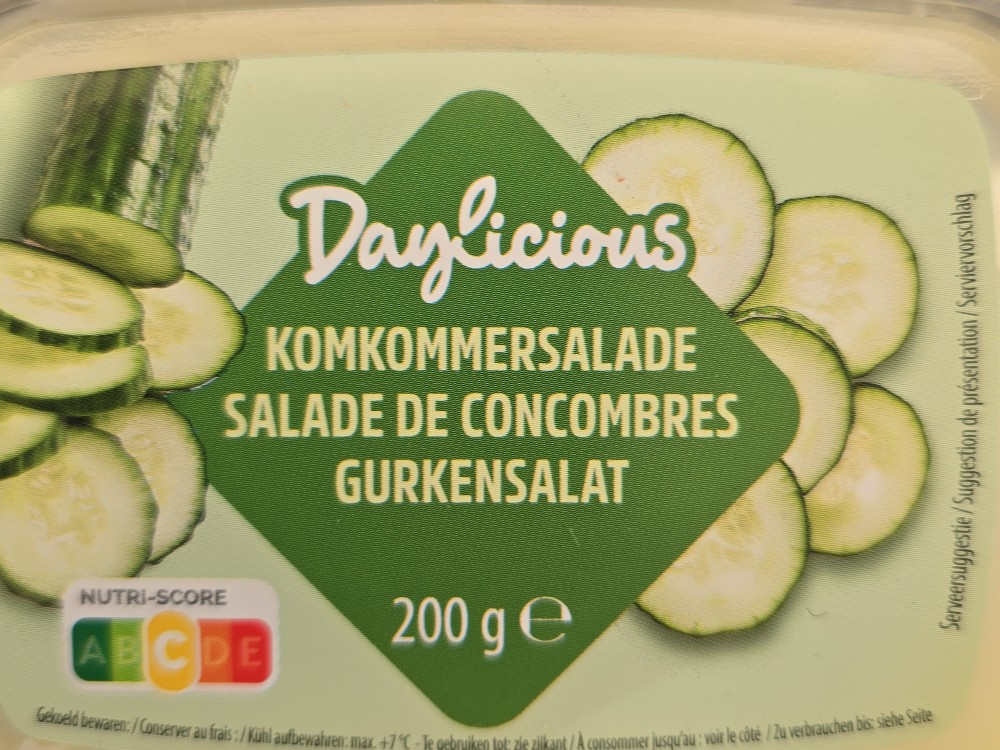 Daylicious
KOMKOMMERSALADE
SALADE DE CONCOMBRES
GURKENSALAT
200 g ℮
NUTRI-SCORE
A B C D E
Serveersuggestie / Suggestion de présentation / Serviervorschlag
Gekoeld bewaren: / Conserver au frais : / Kühl aufbewahren: max. +7 °C - Te gebruiken tot: zie zijkant / À consommer jusqu'au : voir le côté / Zu verbrauchen bis: siehe Seite